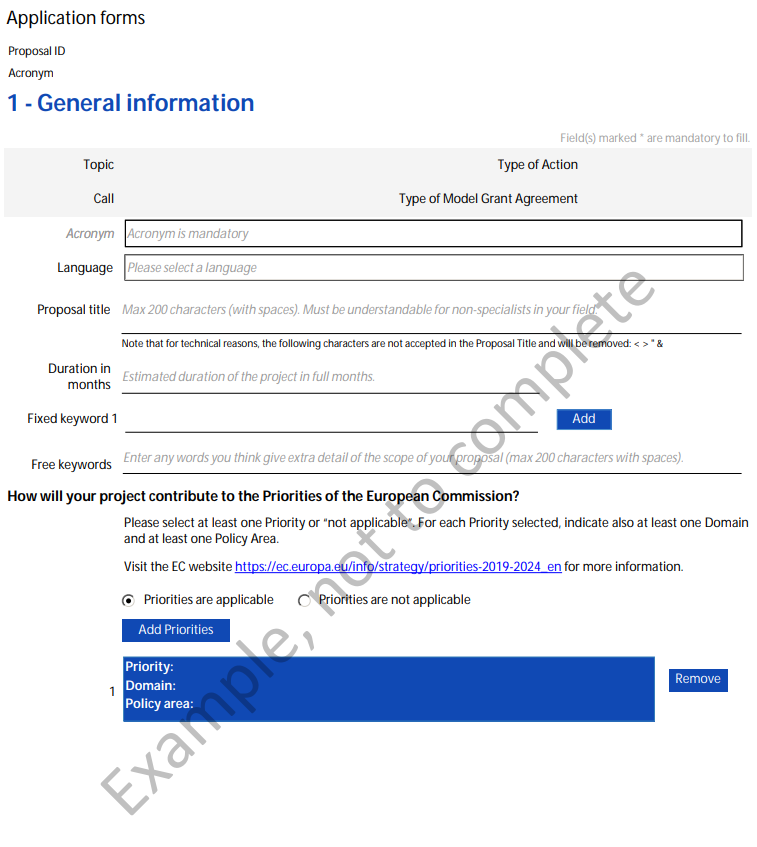 Application forms
Proposal ID
Acronym
1 - General information
Field(s) marked * are mandatory to fill.
Topic
Type of Action
Call
Type of Model Grant Agreement
Acronym
Acronym is mandatory
Language
Please select a language
Proposal title
Max 200 characters (with spaces). Must be understandable for non-specialists in your field.
Note that for technical reasons, the following characters are not accepted in the Proposal Title and will be removed: < > " &
Duration in
months
Estimated duration of the project in full months.
Fixed keyword 1
Add
Free keywords
Enter any words you think give extra detail of the scope of your proposal (max 200 characters with spaces).
How will your project contribute to the Priorities of the European Commission?
Please select at least one Priority or “not applicable”. For each Priority selected, indicate also at least one Domain
and at least one Policy Area.
Visit the EC website https://ec.europa.eu/info/strategy/priorities-2019-2024_en for more information.
Priorities are applicable
Priorities are not applicable
Add Priorities
1
Priority:
Domain:
Policy area:
Remove
Example, not to complete